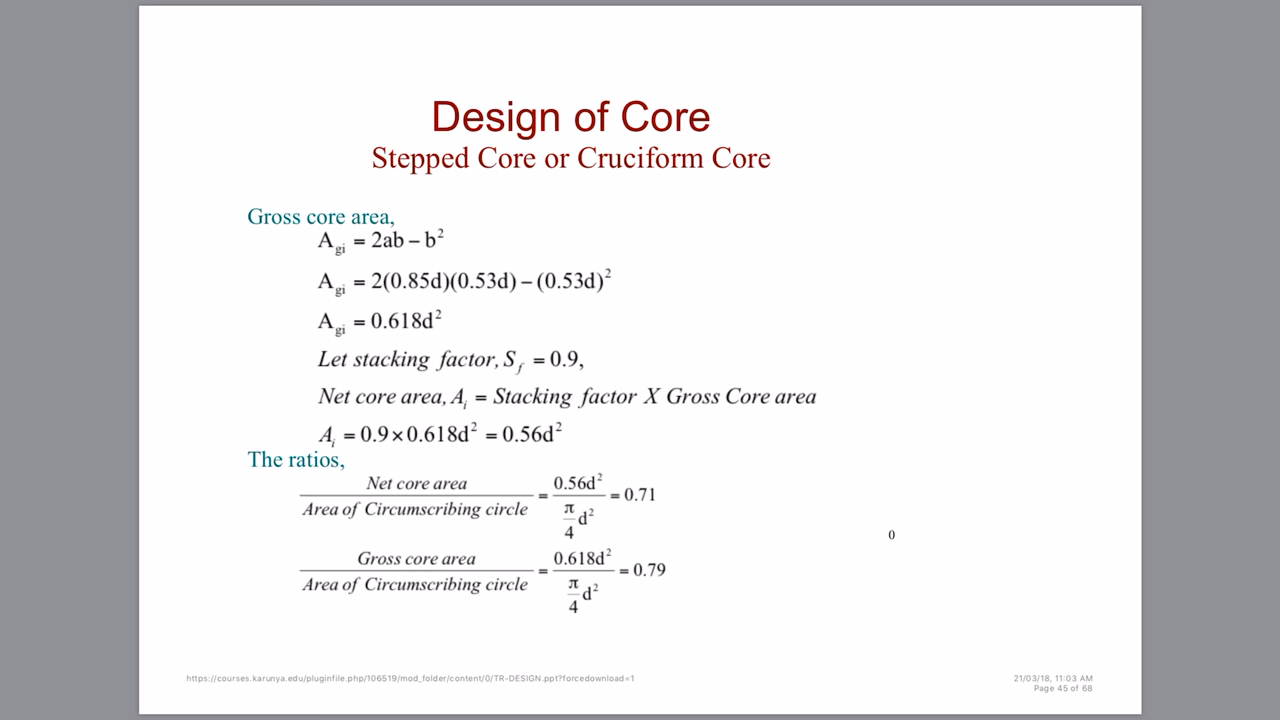 Design of Core
Stepped Core or Cruciform Core
Gross core area,
A_gi = 2ab – b²
A_gi = 2(0.85d)(0.53d) – (0.53d)²
A_gi = 0.618d²
Let stacking factor, S_f = 0.9,
Net core area, A_i = Stacking factor X Gross Core area
A_i = 0.9×0.618d² = 0.56d²
The ratios,
Net core area / Area of Circumscribing circle = 0.56d² / (π/4 d²) = 0.71
0
Gross core area / Area of Circumscribing circle = 0.618d² / (π/4 d²) = 0.79
https://courses.karunya.edu/pluginfile.php/106519/mod_folder/content/0/TR-DESIGN.ppt?forcedownload=1
21/03/18, 11:03 AM
Page 45 of 68